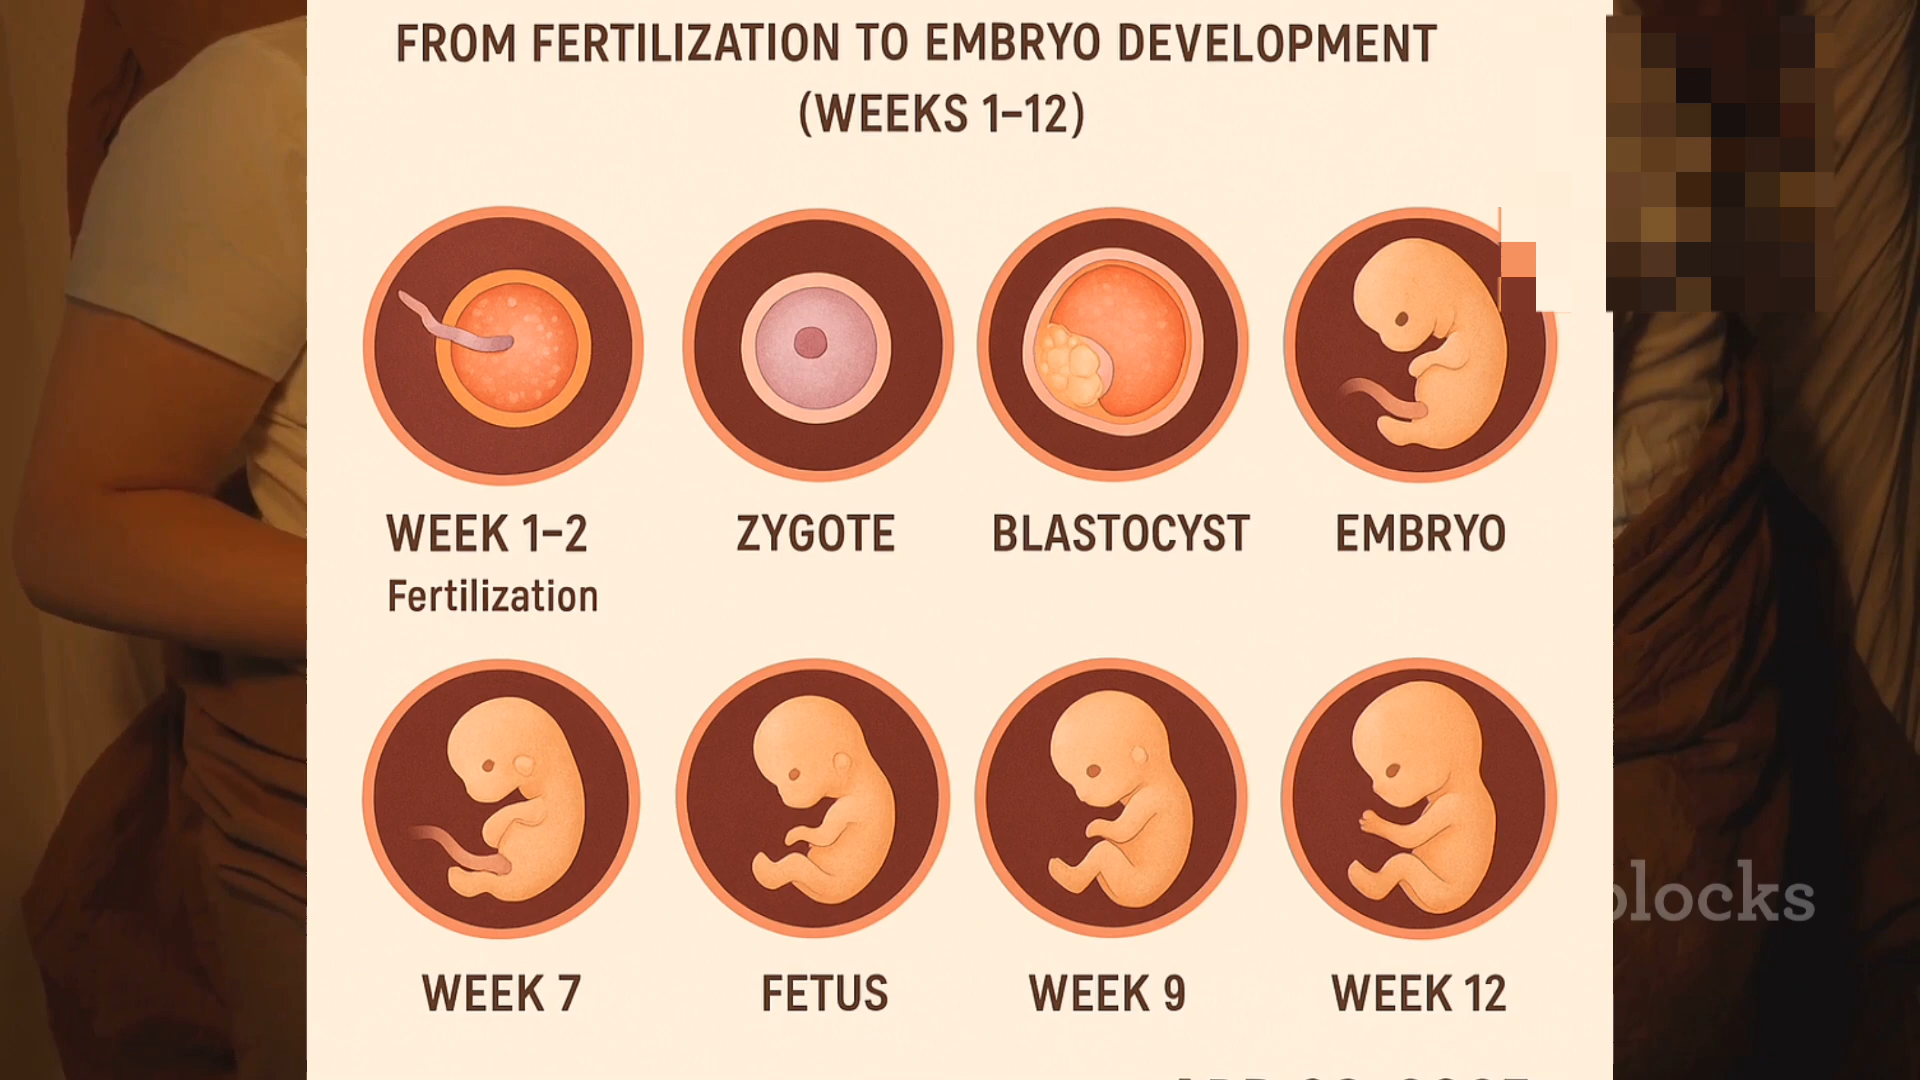 FROM FERTILIZATION TO EMBRYO DEVELOPMENT
(WEEKS 1–12)
WEEK 1–2
Fertilization
ZYGOTE
BLASTOCYST
EMBRYO
WEEK 7
FETUS
WEEK 9
WEEK 12